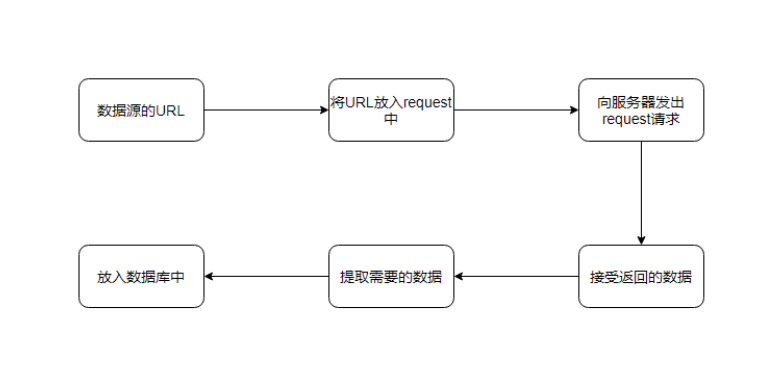 数据源的URL
将URL放入request
中
向服务器发出
request请求
接受返回的数据
提取需要的数据
放入数据库中